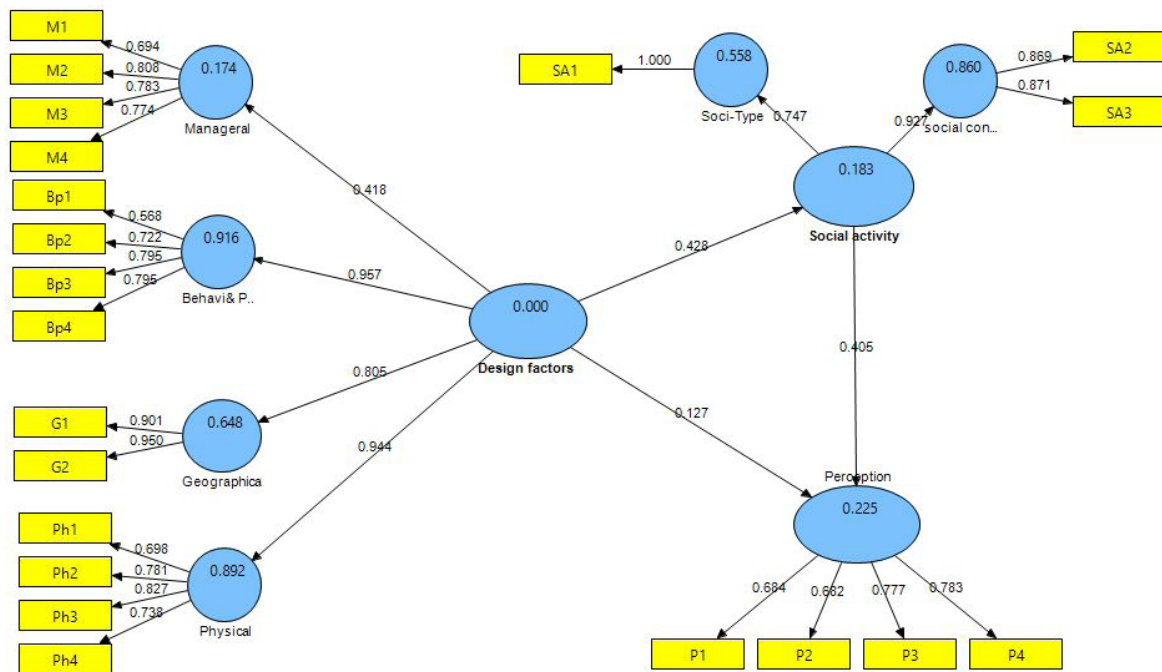 M1
0.694
M2
0.808
M3
0.783
0.774
M4
0.174
Manageral
Bp1
0.568
Bp2
0.722
Bp3
0.795
0.795
Bp4
0.916
Behavi& P..
G1
0.901
G2
0.950
0.648
Geographica
Ph1
0.698
Ph2
0.781
Ph3
0.827
0.738
Ph4
0.892
Physical
0.418
0.957
0.805
0.944
0.000
Design factors
0.428
0.127
SA1
1.000
0.558
Soci-Type
0.747
0.860
social con...
0.927
0.869
SA2
0.871
SA3
0.183
Social activity
0.405
Perception
0.225
0.684
0.682
0.777
0.783
P1
P2
P3
P4